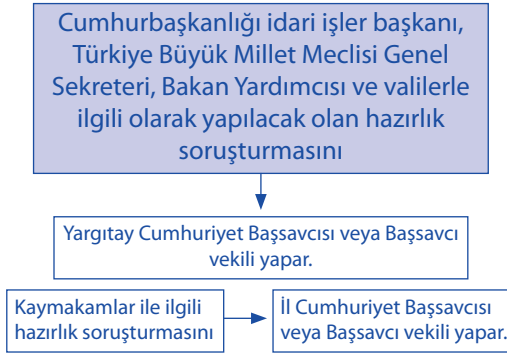 Cumhurbaşkanlığı idari işler başkanı,
Türkiye Büyük Millet Meclisi Genel
Sekreteri, Bakan Yardımcısı ve valilerle
ilgili olarak yapılacak olan hazırlık
soruşturmasını
Yargıtay Cumhuriyet Başsavcısı veya Başsavcı
vekili yapar.
Kaymakamlar ile ilgili
hazırlık soruşturmasını
İl Cumhuriyet Başsavcısı
veya Başsavcı vekili yapar.